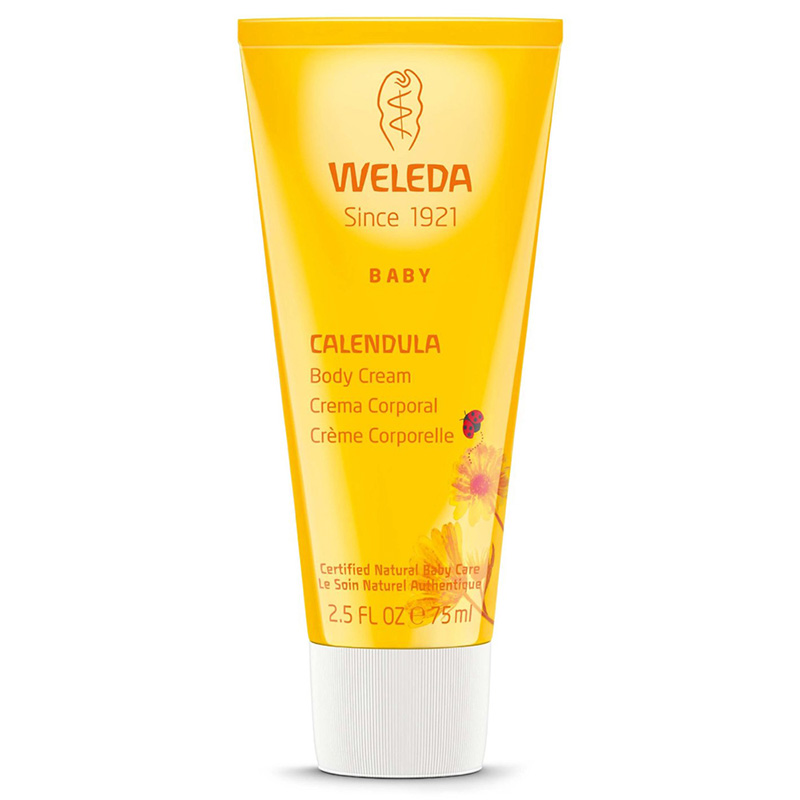 WELEDA
Since 1921
BABY
CALENDULA
Body Cream
Crema Corporal
Crème Corporelle
Certified Natural Baby Care
Le Soin Naturel Authentique
2.5 FL OZ ℮ 75 ml